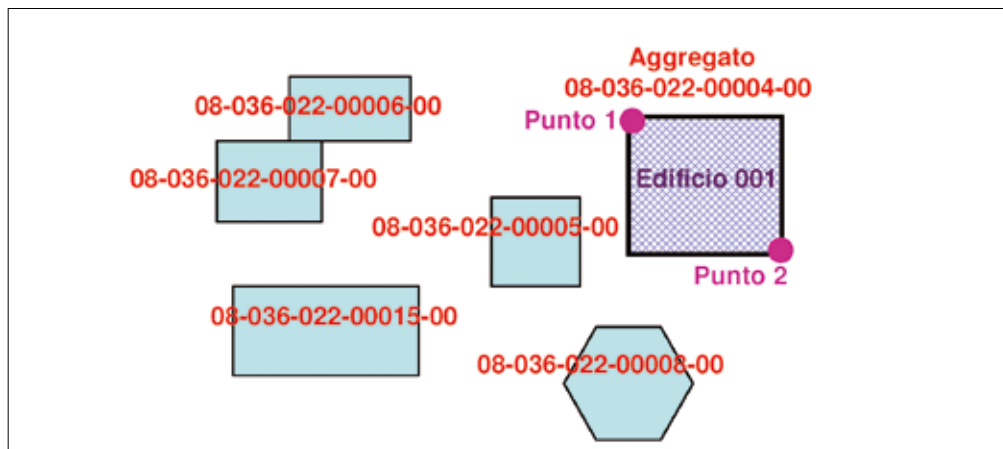 Aggregato
08-036-022-00004-00
08-036-022-00006-00
Punto 1
08-036-022-00007-00
Edificio 001
08-036-022-00005-00
Punto 2
08-036-022-00015-00
08-036-022-00008-00